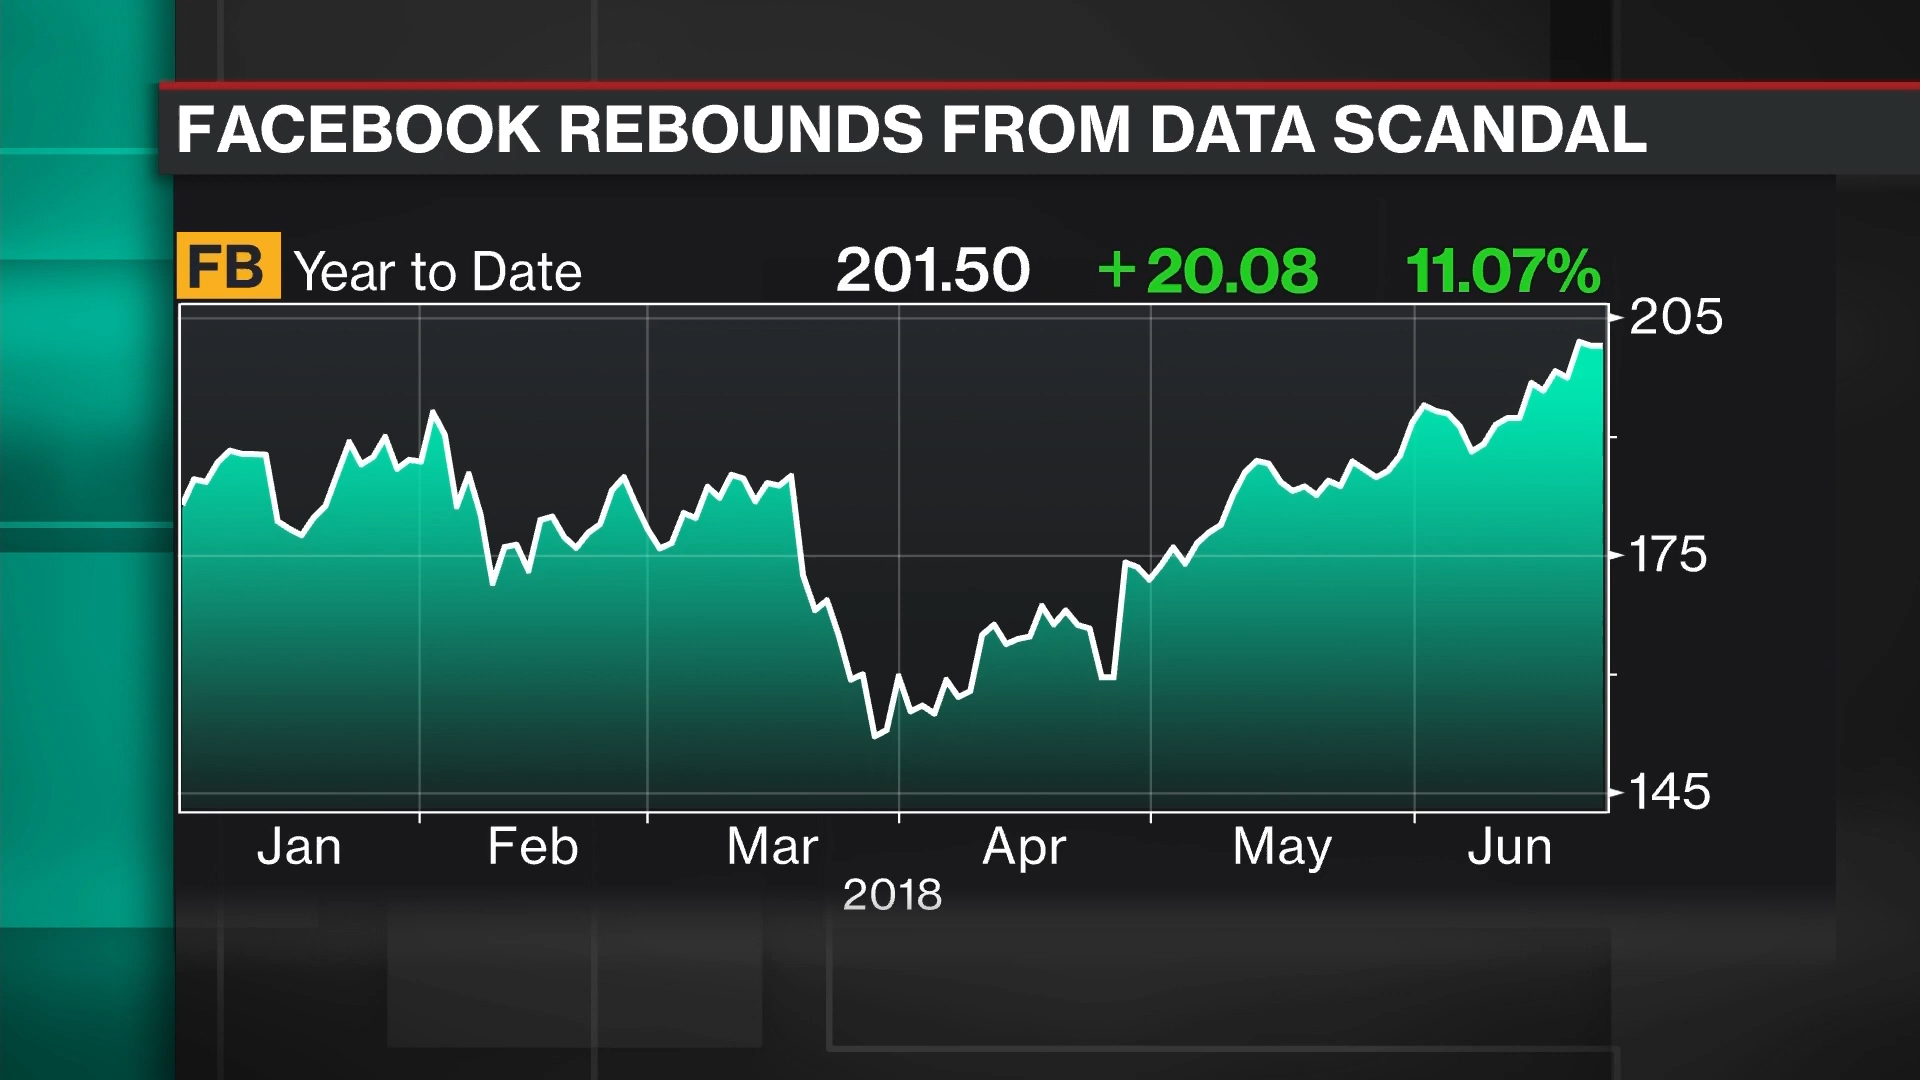 FACEBOOK REBOUNDS FROM DATA SCANDAL
FB Year to Date 201.50 +20.08 11.07%
205
175
145
Jan Feb Mar Apr May Jun
2018